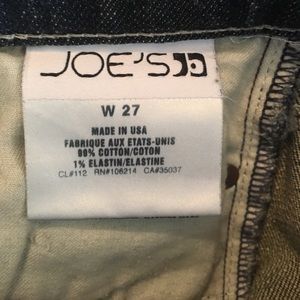 JOE'S
W 27
MADE IN USA
FABRIQUE AUX ETATS-UNIS
99% COTTON/COTON
1% ELASTIN/ELASTINE
CL#112 RN#106214 CA#35037